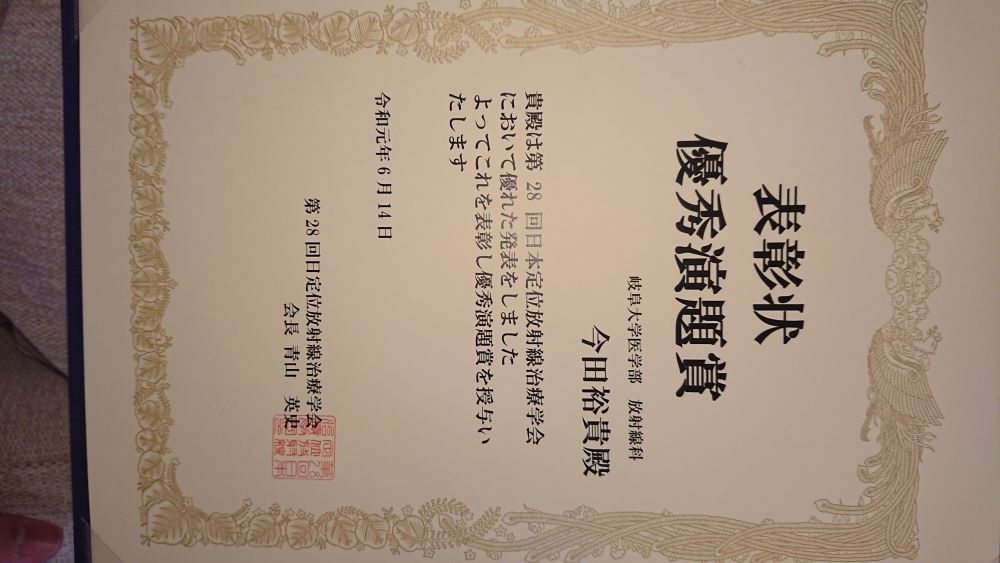 表彰状
優秀演題賞
岐阜大学医学部 放射線科
今田裕貴殿
貴殿は第 28 回日本定位放射線治療学会
において優れた発表をしました
よってこれを表彰し優秀演題賞を授与い
たします
令和元年6月14日
第28回日定位放射線治療学会
会長 青山 英史